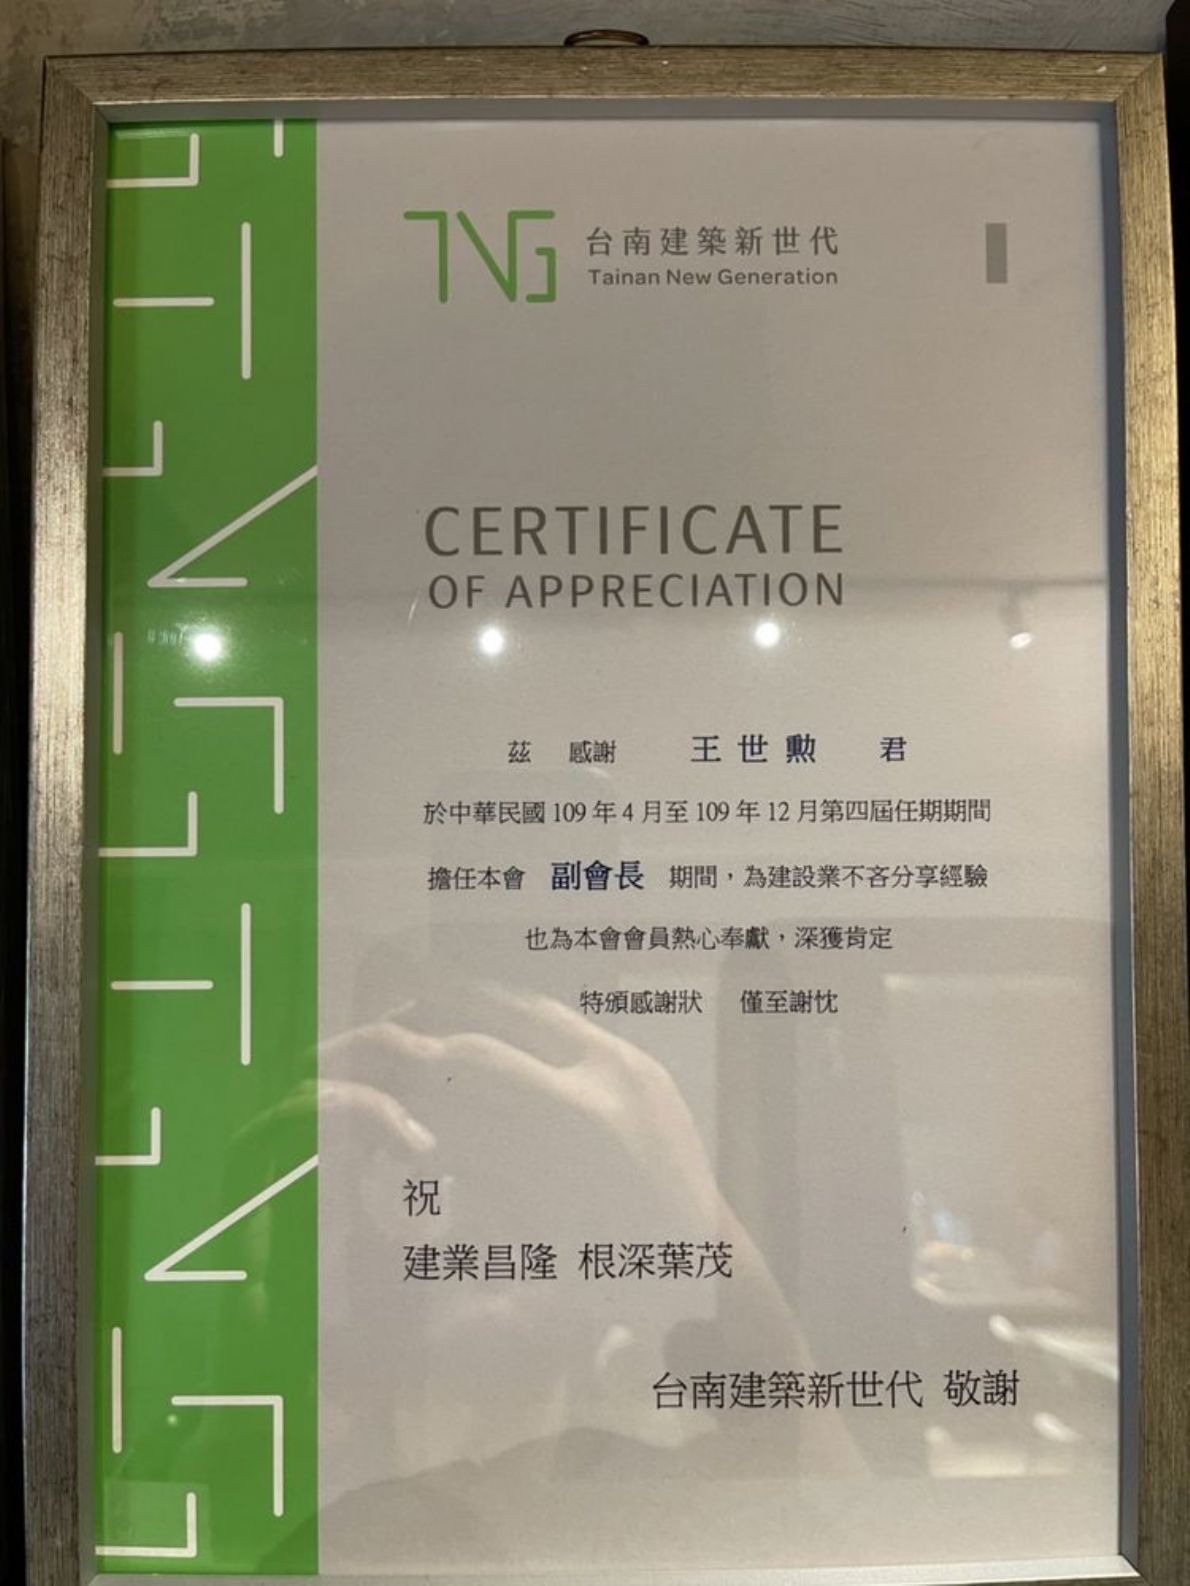 TNG
台南建築新世代
Tainan New Generation
CERTIFICATE
OF APPRECIATION
茲 感謝 王世勲 君
於中華民國 109 年 4 月至 109 年 12 月第四屆任期期間
擔任本會 副會長 期間，為建設業不吝分享經驗
也為本會會員熱心奉獻，深獲肯定
特頒感謝狀 僅至謝忱
祝
建業昌隆 根深葉茂
台南建築新世代 敬謝